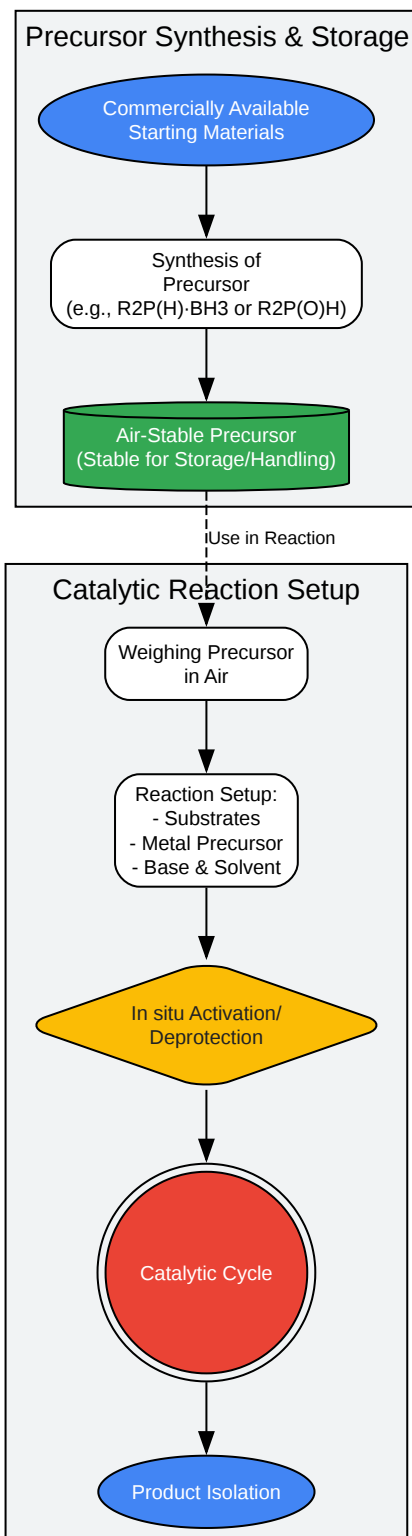 Precursor Synthesis & Storage
Commercially Available
Starting Materials
Synthesis of
Precursor
(e.g., R2P(H)·BH3 or R2P(O)H)
Air-Stable Precursor
(Stable for Storage/Handling)
Use in Reaction
Catalytic Reaction Setup
Weighing Precursor
in Air
Reaction Setup:
- Substrates
- Metal Precursor
- Base & Solvent
In situ Activation/
Deprotection
Catalytic Cycle
Product Isolation